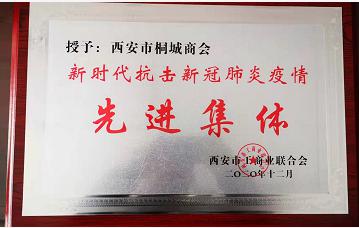 授予：西安市桐城商会
新时代抗击新冠肺炎疫情
先进集体
西安市工商业联合会
二〇二〇年十二月